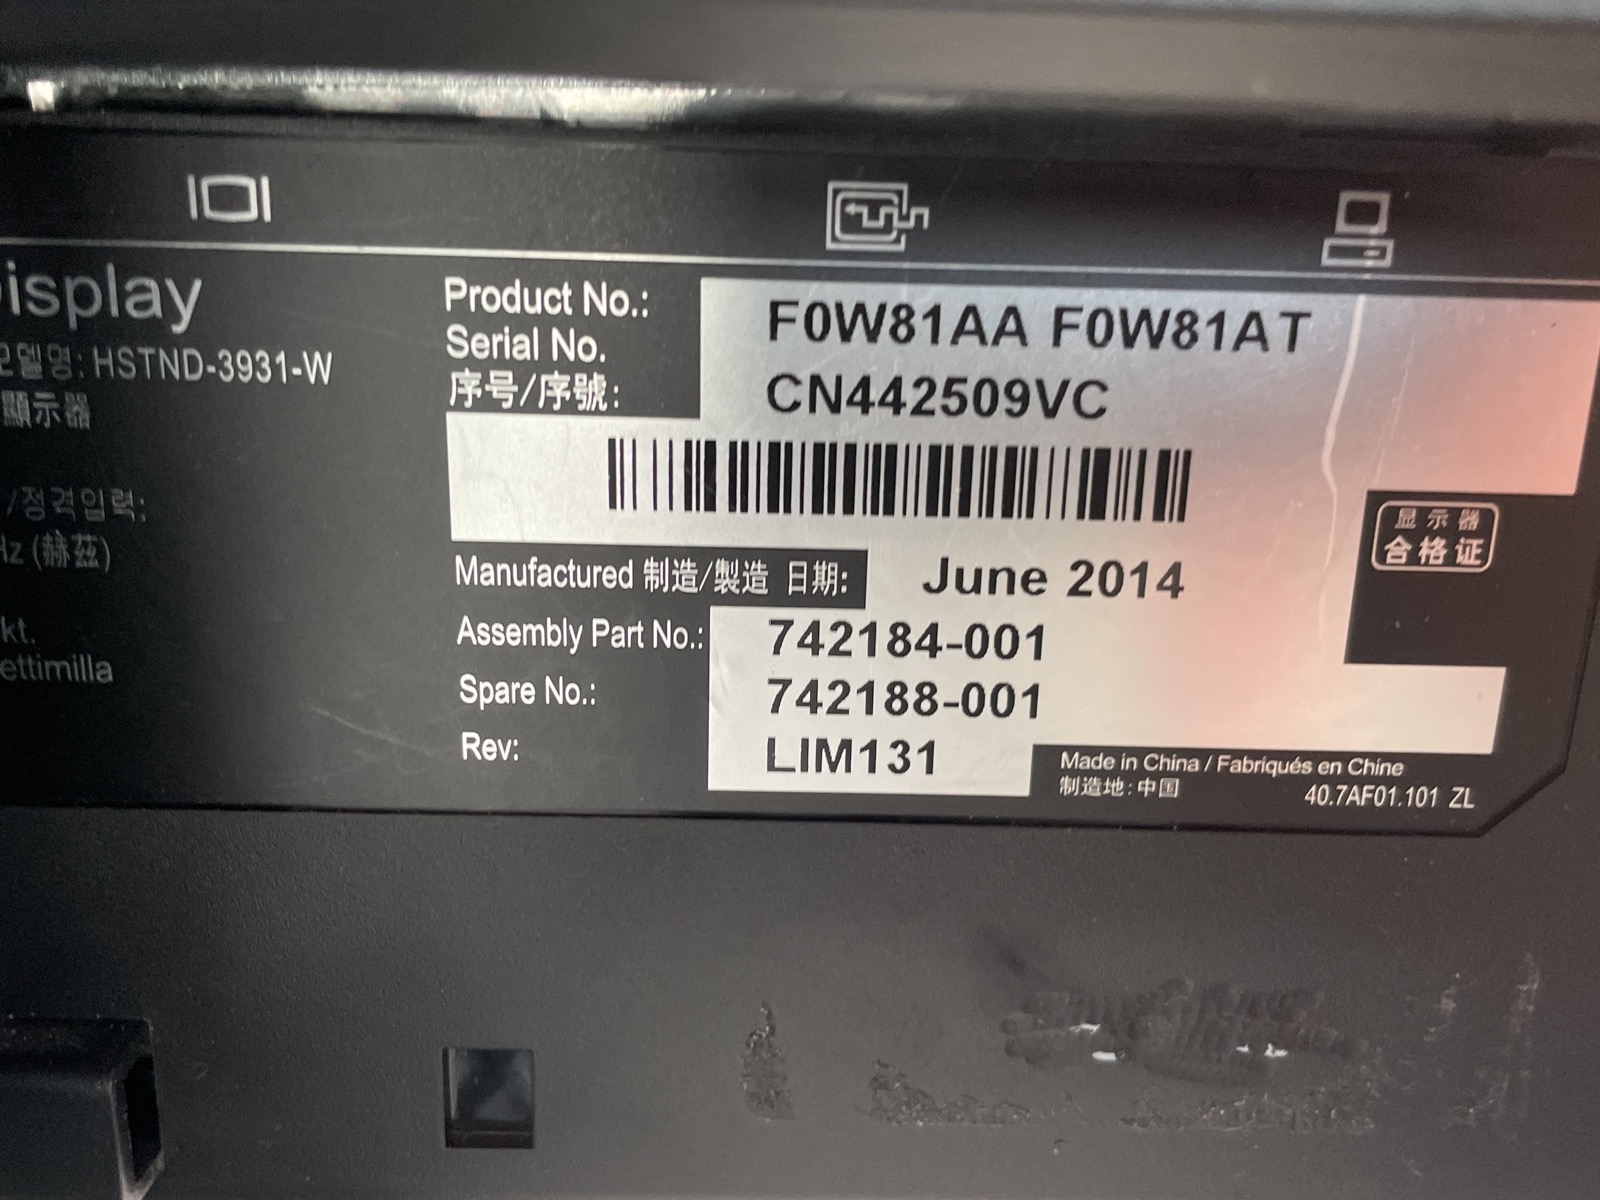 isplay
모델명: HSTND-3931-W
顯示器
/정격입력:
Hz (赫茲)
kt.
ettimilla
Product No.: F0W81AA F0W81AT
Serial No.
序号/序號: CN442509VC
Manufactured 制造/製造 日期: June 2014
Assembly Part No.: 742184-001
Spare No.: 742188-001
Rev: LIM131
显示器
合格证
Made in China / Fabriqués en Chine
制造地:中国
40.7AF01.101 ZL